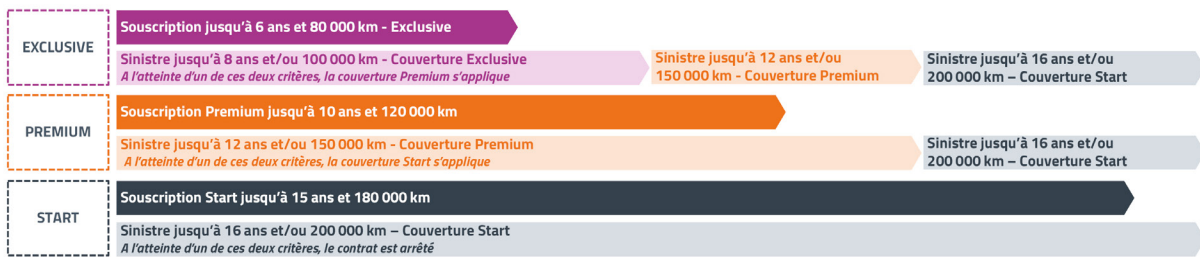 EXCLUSIVE
Souscription jusqu'à 6 ans et 80 000 km - Exclusive
Sinistre jusqu'à 8 ans et/ou 100 000 km - Couverture Exclusive
A l'atteinte d'un de ces deux critères, la couverture Premium s'applique
Sinistre jusqu'à 12 ans et/ou
150 000 km - Couverture Premium
Sinistre jusqu'à 16 ans et/ou
200 000 km – Couverture Start
PREMIUM
Souscription Premium jusqu'à 10 ans et 120 000 km
Sinistre jusqu'à 12 ans et/ou 150 000 km - Couverture Premium
A l'atteinte d'un de ces deux critères, la couverture Start s'applique
Sinistre jusqu'à 16 ans et/ou
200 000 km – Couverture Start
START
Souscription Start jusqu'à 15 ans et 180 000 km
Sinistre jusqu'à 16 ans et/ou 200 000 km – Couverture Start
A l'atteinte d'un de ces deux critères, le contrat est arrêté